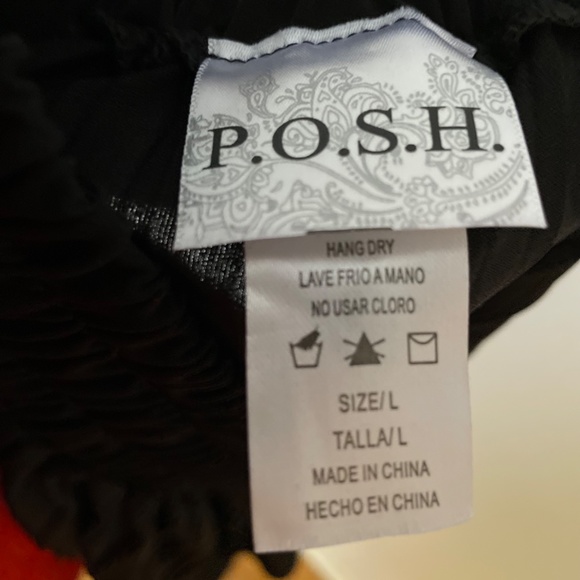 P.O.S.H.
HANG DRY
LAVE FRIO A MANO
NO USAR CLORO
SIZE/ L
TALLA/ L
MADE IN CHINA
HECHO EN CHINA